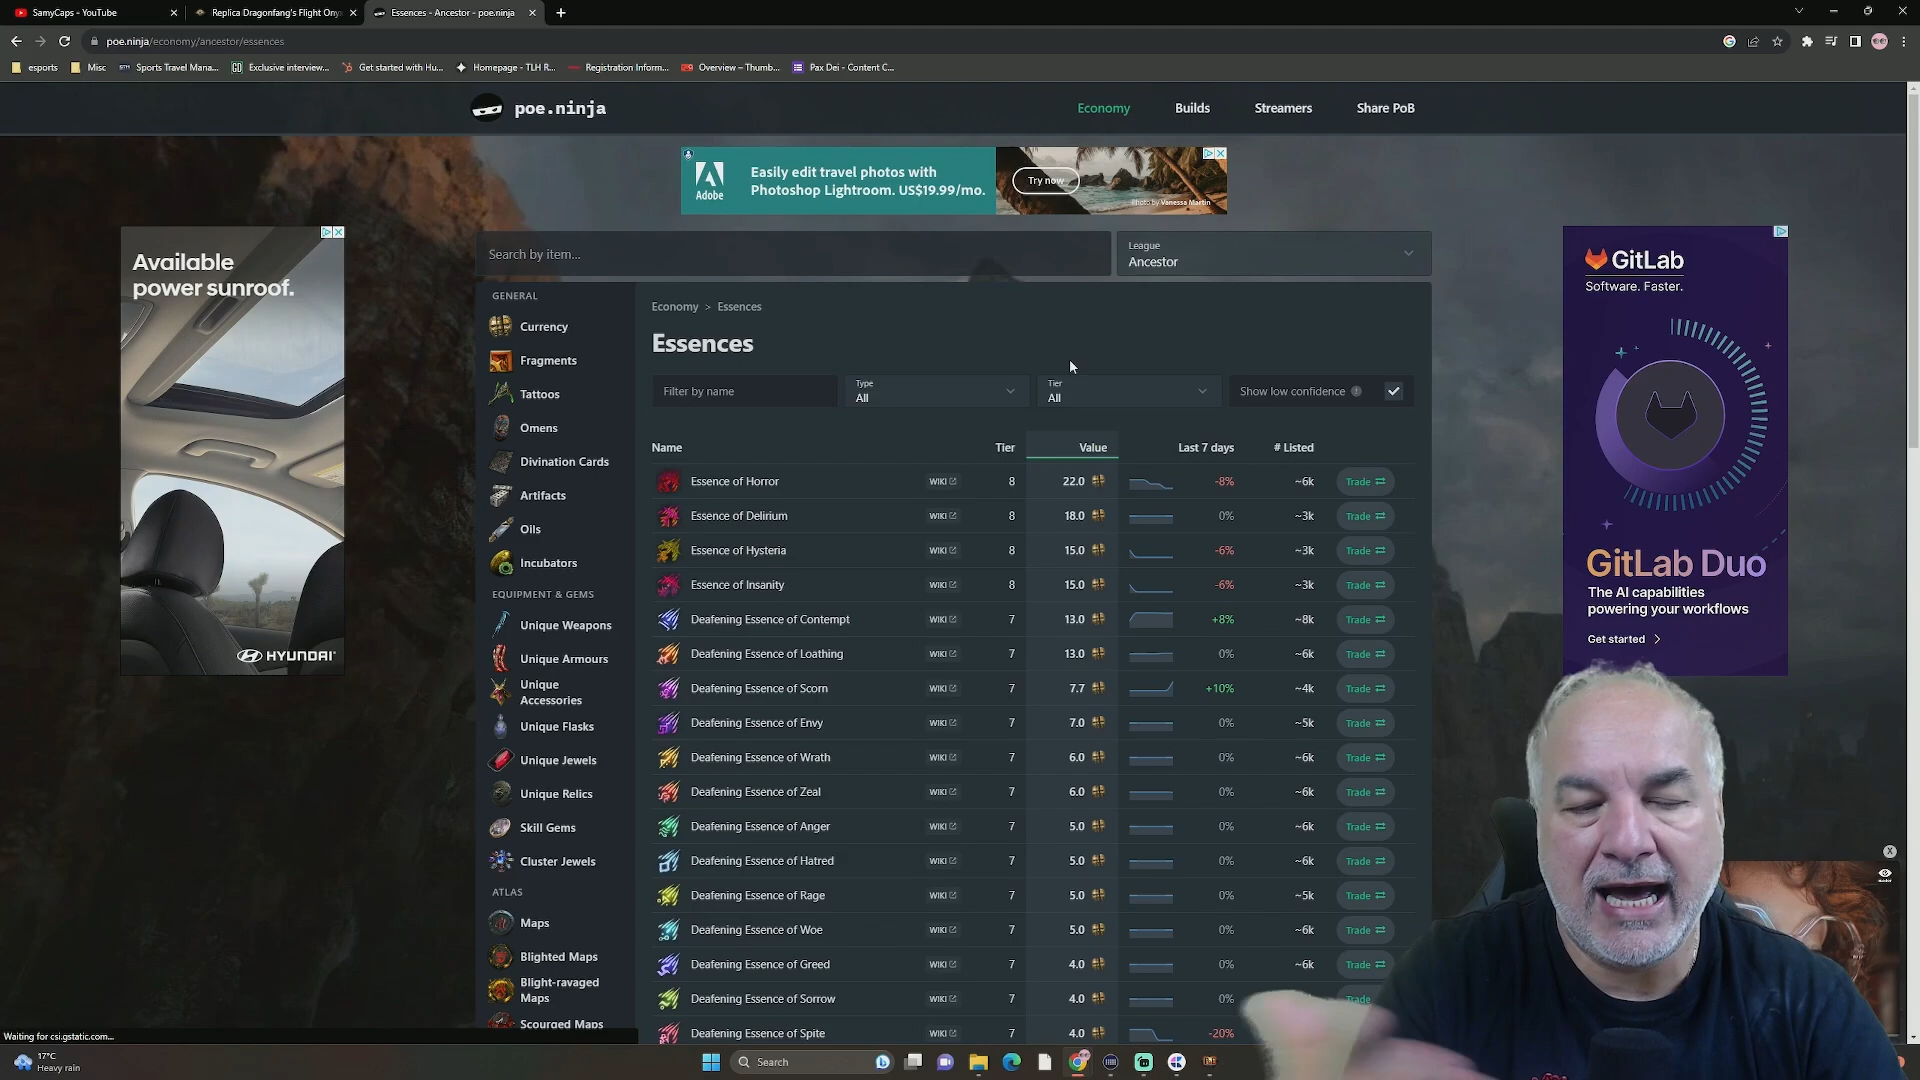 SamyCaps - YouTube
Replica Dragonfang's Flight Ony
Essences - Ancestor - poe.ninja
poe.ninja/economy/ancestor/essences
esports
Misc
Sports Travel Mana...
Exclusive interview...
Get started with Hu...
Homepage - TLH R...
Registration Inform...
Overview – Thumb...
Pax Dei - Content C...
poe.ninja
Economy
Builds
Streamers
Share PoB
Adobe
Easily edit travel photos with
Photoshop Lightroom. US$19.99/mo.
Try now
Photo by Vanessa Martin
Available
power sunroof.
HYUNDAI
Search by item...
League
Ancestor
GENERAL
Currency
Fragments
Tattoos
Omens
Divination Cards
Artifacts
Oils
Incubators
EQUIPMENT & GEMS
Unique Weapons
Unique Armours
Unique
Accessories
Unique Flasks
Unique Jewels
Unique Relics
Skill Gems
Cluster Jewels
ATLAS
Maps
Blighted Maps
Blight-ravaged
Maps
Scourged Maps
Economy > Essences
Essences
Filter by name
Type
All
Tier
All
Show low confidence
Name Tier Value Last 7 days # Listed
Essence of Horror WIKI 8 22.0 -8% ~6k Trade
Essence of Delirium WIKI 8 18.0 0% ~3k Trade
Essence of Hysteria WIKI 8 15.0 -6% ~3k Trade
Essence of Insanity WIKI 8 15.0 -6% ~3k Trade
Deafening Essence of Contempt WIKI 7 13.0 +8% ~8k Trade
Deafening Essence of Loathing WIKI 7 13.0 0% ~6k Trade
Deafening Essence of Scorn WIKI 7 7.7 +10% ~4k Trade
Deafening Essence of Envy WIKI 7 7.0 0% ~5k Trade
Deafening Essence of Wrath WIKI 7 6.0 0% ~6k Trade
Deafening Essence of Zeal WIKI 7 6.0 0% ~6k Trade
Deafening Essence of Anger WIKI 7 5.0 0% ~6k Trade
Deafening Essence of Hatred WIKI 7 5.0 0% ~6k Trade
Deafening Essence of Rage WIKI 7 5.0 0% ~5k Trade
Deafening Essence of Woe WIKI 7 5.0 0% ~6k Trade
Deafening Essence of Greed WIKI 7 4.0 0% ~6k Trade
Deafening Essence of Sorrow WIKI 7 4.0 0% Trade
Deafening Essence of Spite WIKI 7 4.0 -20%
GitLab
Software. Faster.
GitLab Duo
The AI capabilities
powering your workflows
Get started
Waiting for csi.gstatic.com...
17°C
Heavy rain
Search